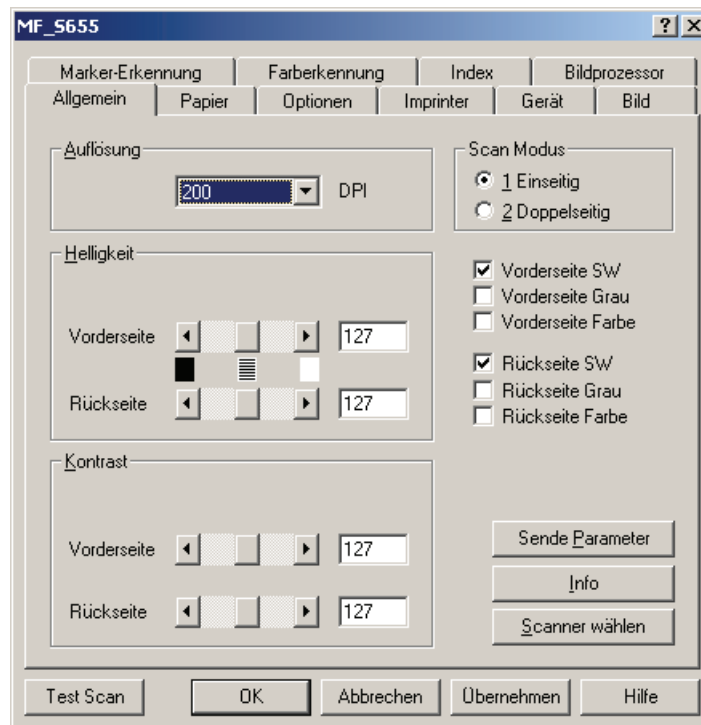 MF_S655
Marker-Erkennung Farberkennung Index Bildprozessor
Allgemein Papier Optionen Imprinter Gerät Bild
Auflösung
200 DPI
Scan Modus
1 Einseitig
2 Doppelseitig
Helligkeit
Vorderseite 127
Rückseite 127
Vorderseite SW
Vorderseite Grau
Vorderseite Farbe
Rückseite SW
Rückseite Grau
Rückseite Farbe
Kontrast
Vorderseite 127
Rückseite 127
Sende Parameter
Info
Scanner wählen
Test Scan OK Abbrechen Übernehmen Hilfe